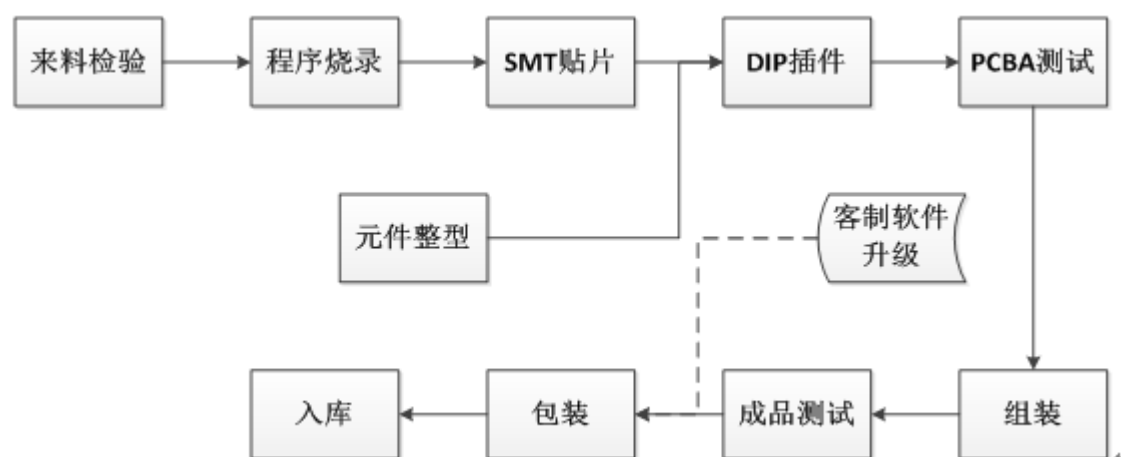 来料检验
程序烧录
SMT贴片
DIP插件
PCBA测试
元件整型
客制软件
升级
入库
包装
成品测试
组装